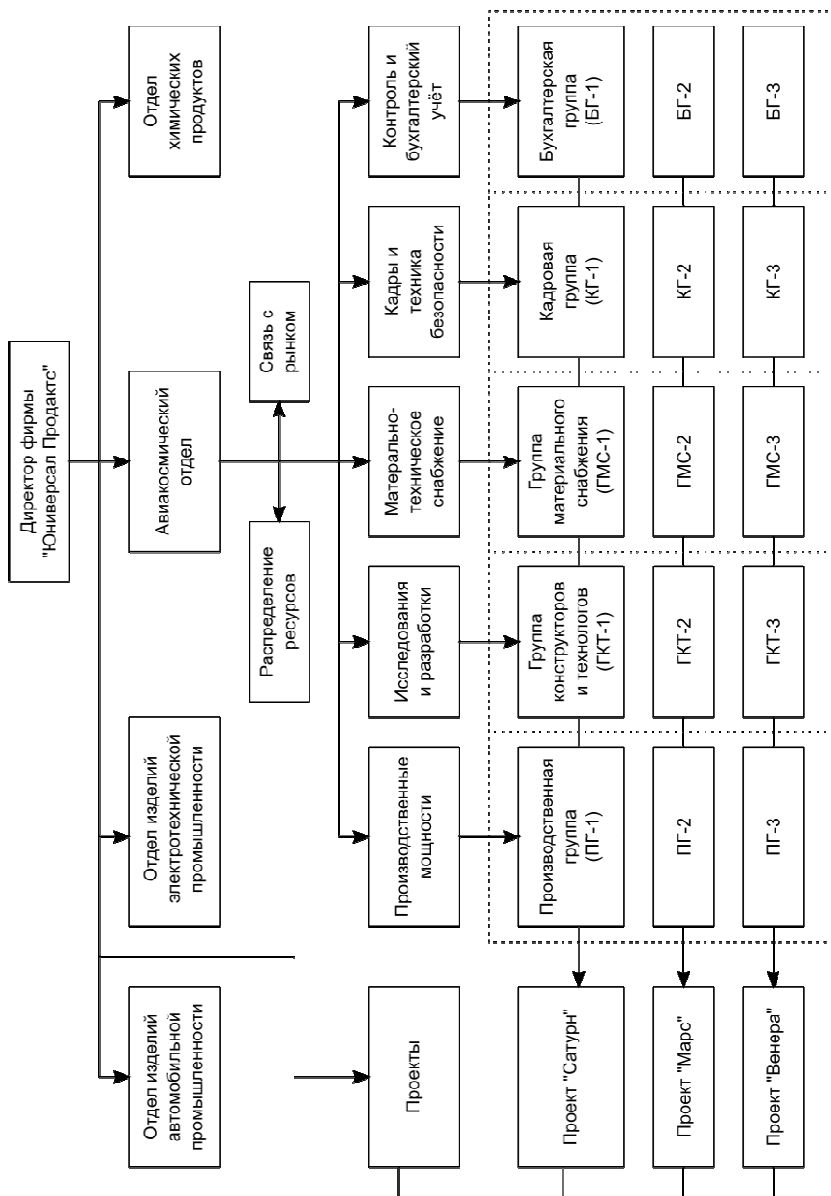 Директор фирмы
"Юниверсал Продактс"
Отдел изделий
автомобильной
промышленности
Отдел изделий
электротехнической
промышленности
Авиакосмический
отдел
Отдел
химических
продуктов
Распределение
ресурсов
Связь с
рынком
Проекты
Производственные
мощности
Исследования
и разработки
Матерально-
техническое
снабжение
Кадры и
техника
безопасности
Контроль и
бухгалтерский
учёт
Проект "Сатурн"
Производственная
группа
(ПГ-1)
Группа
конструкторов
и технологов
(ГКТ-1)
Группа
материального
снабжения
(ГМС-1)
Кадровая
группа
(КГ-1)
Бухгалтерская
группа
(БГ-1)
Проект "Марс"
ПГ-2
ГКТ-2
ГМС-2
КГ-2
БГ-2
Проект "Венера"
ПГ-3
ГКТ-3
ГМС-3
КГ-3
БГ-3